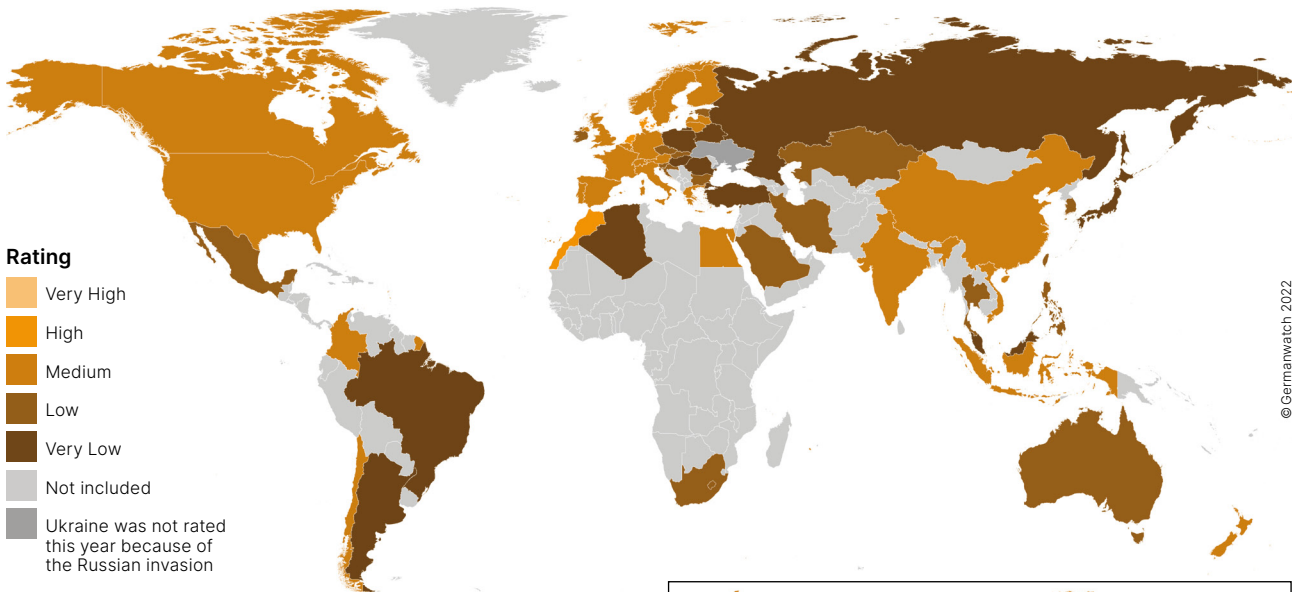 Rating
Very High
High
Medium
Low
Very Low
Not included
Ukraine was not rated
this year because of
the Russian invasion
© Germanwatch 2022